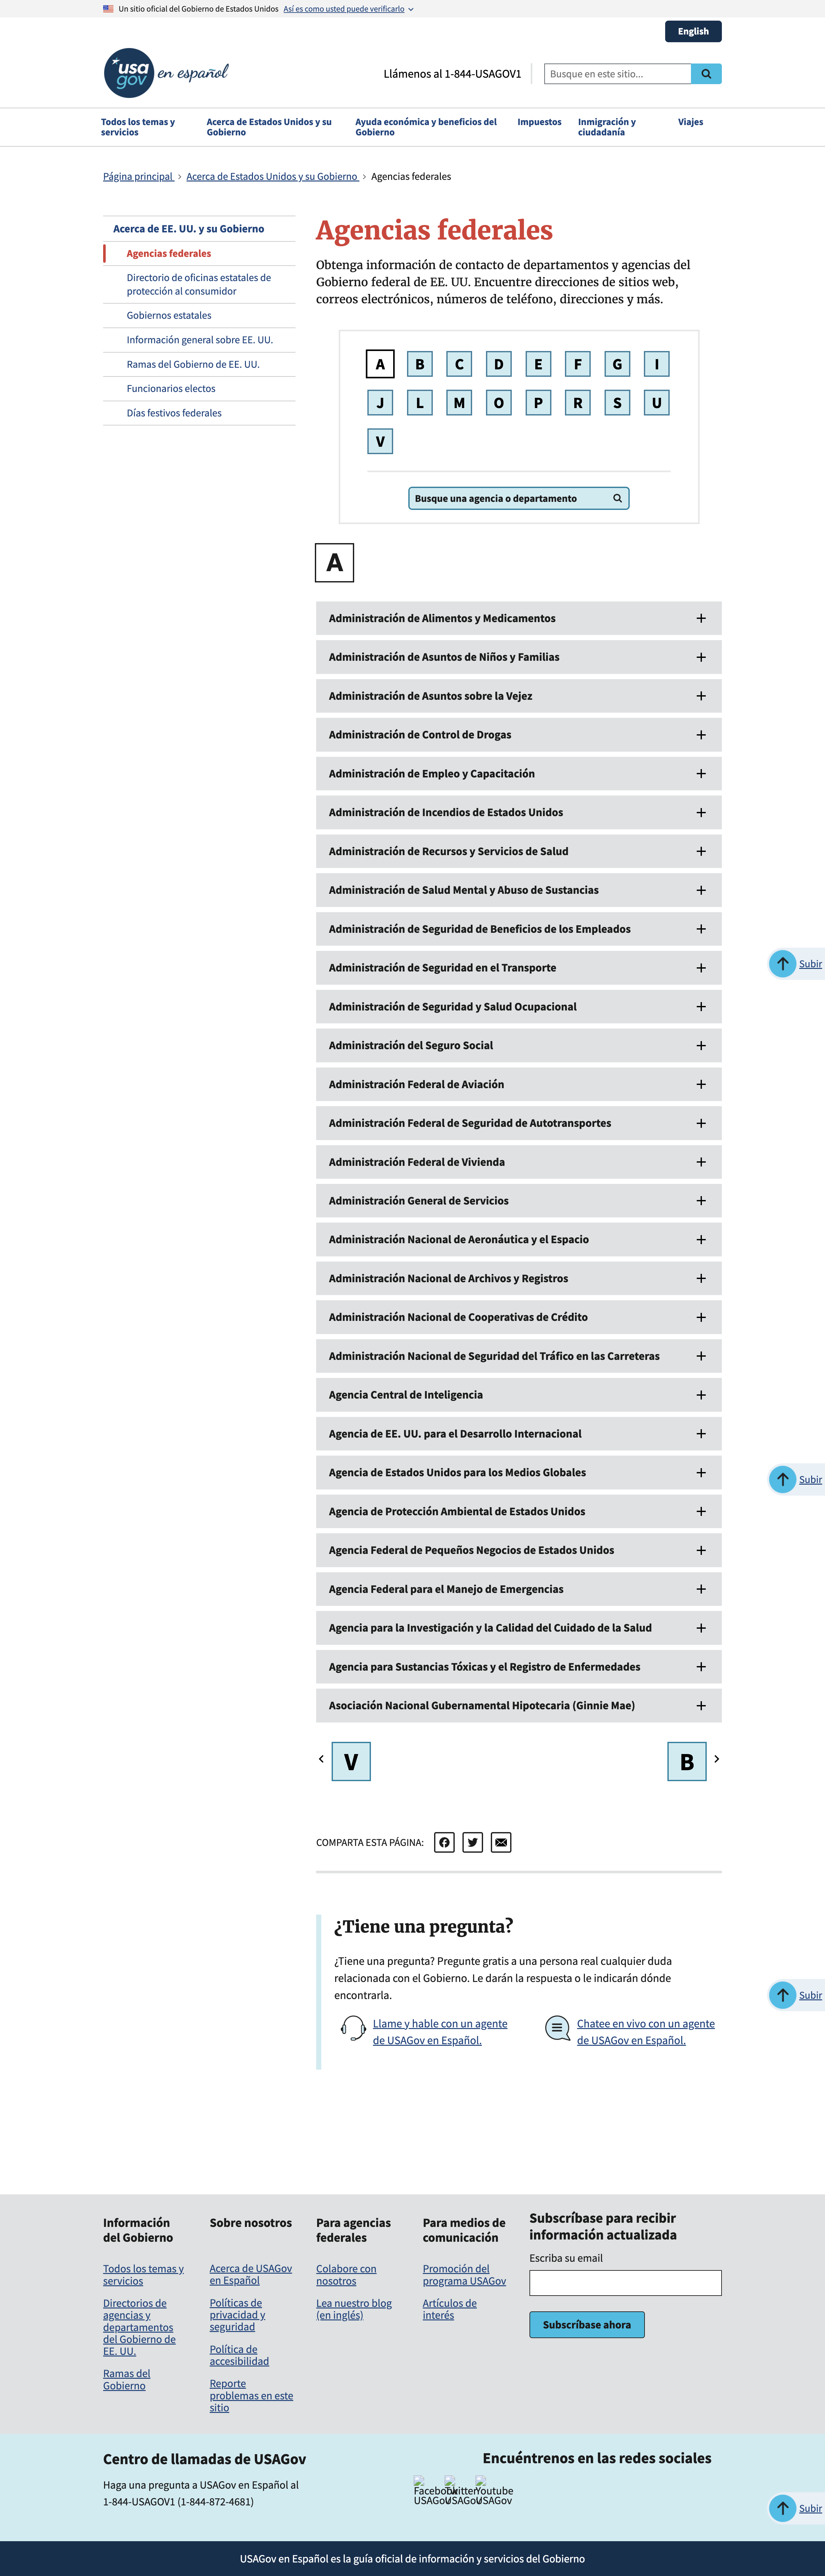 Un sitio oficial del Gobierno de Estados Unidos Así es como usted puede verificarlo
English
usa gov en español
Llámenos al 1-844-USAGOV1
Busque en este sitio...
Todos los temas y servicios
Acerca de Estados Unidos y su Gobierno
Ayuda económica y beneficios del Gobierno
Impuestos
Inmigración y ciudadanía
Viajes
Página principal
Acerca de Estados Unidos y su Gobierno
Agencias federales
Acerca de EE. UU. y su Gobierno
Agencias federales
Directorio de oficinas estatales de
protección al consumidor
Gobiernos estatales
Información general sobre EE. UU.
Ramas del Gobierno de EE. UU.
Funcionarios electos
Días festivos federales
Agencias federales
Obtenga información de contacto de departamentos y agencias del
Gobierno federal de EE. UU. Encuentre direcciones de sitios web,
correos electrónicos, números de teléfono, direcciones y más.
A B C D E F G I
J L M O P R S U
V
Busque una agencia o departamento
A
Administración de Alimentos y Medicamentos
Administración de Asuntos de Niños y Familias
Administración de Asuntos sobre la Vejez
Administración de Control de Drogas
Administración de Empleo y Capacitación
Administración de Incendios de Estados Unidos
Administración de Recursos y Servicios de Salud
Administración de Salud Mental y Abuso de Sustancias
Administración de Seguridad de Beneficios de los Empleados
Administración de Seguridad en el Transporte
Subir
Administración de Seguridad y Salud Ocupacional
Administración del Seguro Social
Administración Federal de Aviación
Administración Federal de Seguridad de Autotransportes
Administración Federal de Vivienda
Administración General de Servicios
Administración Nacional de Aeronáutica y el Espacio
Administración Nacional de Archivos y Registros
Administración Nacional de Cooperativas de Crédito
Administración Nacional de Seguridad del Tráfico en las Carreteras
Agencia Central de Inteligencia
Agencia de EE. UU. para el Desarrollo Internacional
Agencia de Estados Unidos para los Medios Globales
Subir
Agencia de Protección Ambiental de Estados Unidos
Agencia Federal de Pequeños Negocios de Estados Unidos
Agencia Federal para el Manejo de Emergencias
Agencia para la Investigación y la Calidad del Cuidado de la Salud
Agencia para Sustancias Tóxicas y el Registro de Enfermedades
Asociación Nacional Gubernamental Hipotecaria (Ginnie Mae)
V B
COMPARTA ESTA PÁGINA:
¿Tiene una pregunta?
¿Tiene una pregunta? Pregunte gratis a una persona real cualquier duda
relacionada con el Gobierno. Le darán la respuesta o le indicarán dónde
encontrarla.
Subir
Llame y hable con un agente
de USAGov en Español.
Chatee en vivo con un agente
de USAGov en Español.
Información
del Gobierno
Todos los temas y
servicios
Directorios de
agencias y
departamentos
del Gobierno de
EE. UU.
Ramas del
Gobierno
Sobre nosotros
Acerca de USAGov
en Español
Políticas de
privacidad y
seguridad
Política de
accesibilidad
Reporte
problemas en este
sitio
Para agencias
federales
Colabore con
nosotros
Lea nuestro blog
(en inglés)
Para medios de
comunicación
Promoción del
programa USAGov
Artículos de
interés
Subscríbase para recibir
información actualizada
Escriba su email
Subscríbase ahora
Centro de llamadas de USAGov
Haga una pregunta a USAGov en Español al
1-844-USAGOV1 (1-844-872-4681)
Encuéntrenos en las redes sociales
Facebook
USAGov
Twitter
USAGov
Youtube
USAGov
Subir
USAGov en Español es la guía oficial de información y servicios del Gobierno